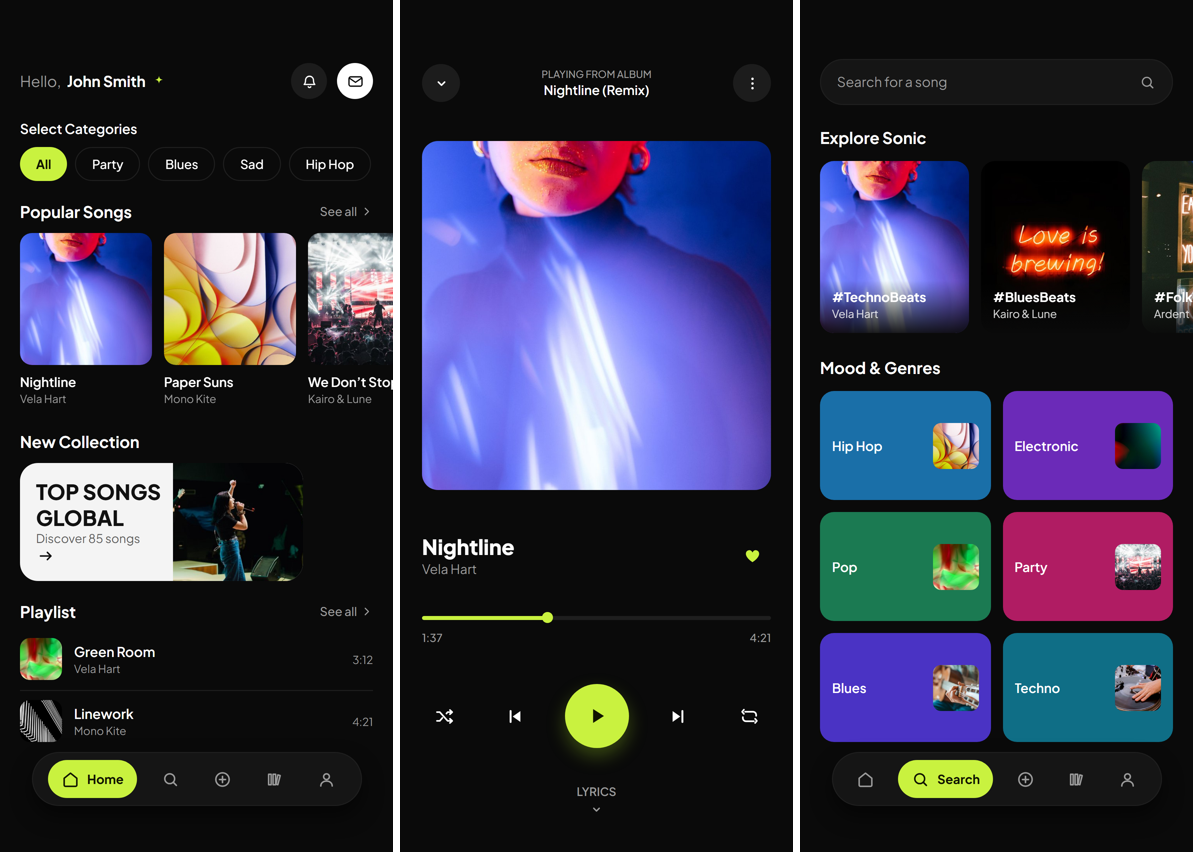 Hello, John Smith
Select Categories
All
Party
Blues
Sad
Hip Hop
Popular Songs
See all
Nightline
Vela Hart
Paper Suns
Mono Kite
We Don't Stop
Kairo & Lune
New Collection
TOP SONGS
GLOBAL
Discover 85 songs
Playlist
See all
Green Room
Vela Hart
3:12
Linework
Mono Kite
4:21
Home
PLAYING FROM ALBUM
Nightline (Remix)
Nightline
Vela Hart
1:37
4:21
LYRICS
Search for a song
Explore Sonic
Love is
brewing!
#TechnoBeats
Vela Hart
#BluesBeats
Kairo & Lune
#Folk
Ardent
Mood & Genres
Hip Hop
Electronic
Pop
Party
Blues
Techno
Search